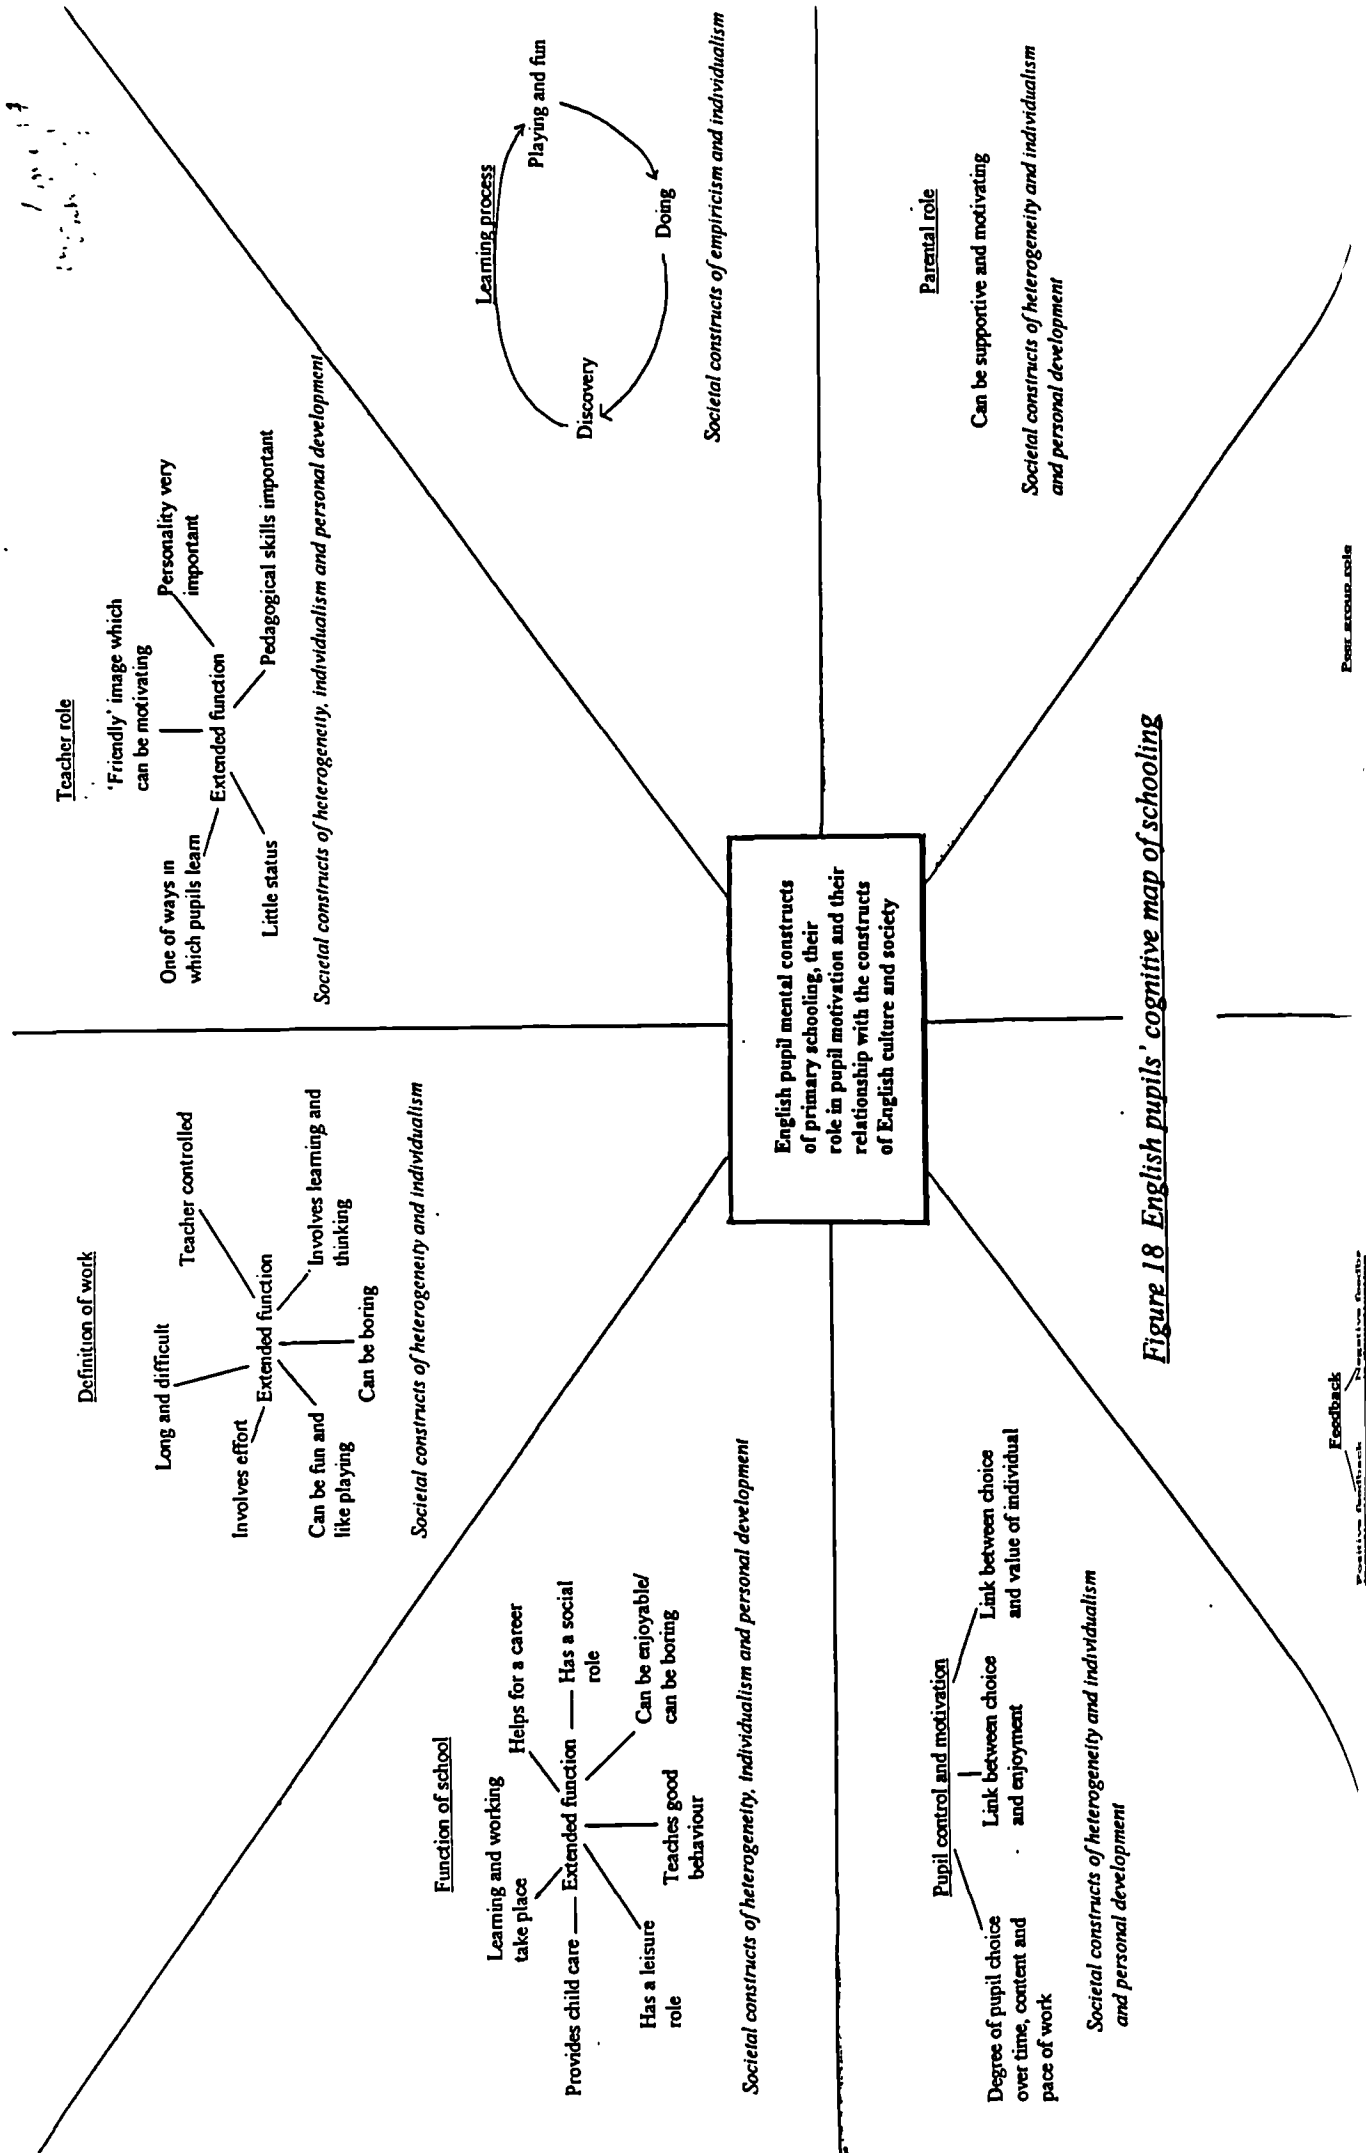 Definition of work
Long and difficult
Teacher controlled
Involves effort
Extended function
Can be fun and
like playing
Involves learning and
thinking
Can be boring
Societal constructs of heterogeneity and individualism
Teacher role
'Friendly' image which
can be motivating
One of ways in
which pupils learn
Personality very
important
Extended function
Little status
Pedagogical skills important
Societal constructs of heterogeneity, individualism and personal development
Function of school
Learning and working
take place
Helps for a career
Provides child care
Extended function
Has a social
role
Has a leisure
role
Teaches good
behaviour
Can be enjoyable/
can be boring
Societal constructs of heterogeneity, individualism and personal development
Learning process
Playing and fun
Discovery
Doing
Societal constructs of empiricism and individualism
English pupil mental constructs
of primary schooling, their
role in pupil motivation and their
relationship with the constructs
of English culture and society
Pupil control and motivation
Degree of pupil choice
over time, content and
pace of work
Link between choice
and enjoyment
Link between choice
and value of individual
Societal constructs of heterogeneity and individualism
and personal development
Parental role
Can be supportive and motivating
Societal constructs of heterogeneity and individualism
and personal development
Figure 18 English pupils' cognitive map of schooling
Feedback
Peer group role